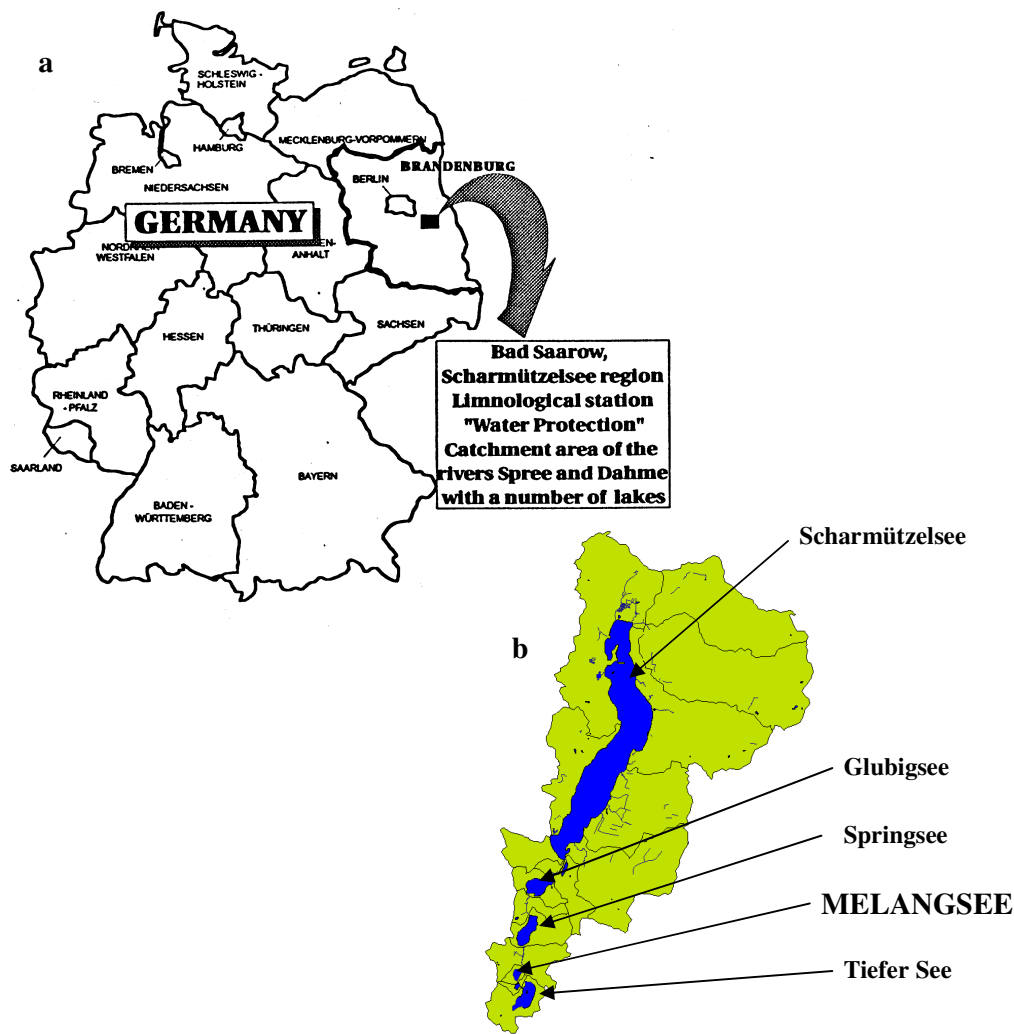 a
SCHLESWIG -
HOLSTEIN
MECKLENBURG-VORPOMMERN
HAMBURG
BREMEN
NIEDERSACHSEN
BRANDENBURG
BERLIN
GERMANY
NORDRHEIN
WESTFALEN
EN-
ANHALT
HESSEN
THÜRINGEN
SACHSEN
RHEINLAND
- PFALZ
SAARLAND
BADEN -
WÜRTTEMBERG
BAYERN
Bad Saarow,
Scharmützelsee region
Limnological station
"Water Protection"
Catchment area of the
rivers Spree and Dahme
with a number of lakes
b
Scharmützelsee
Glubigsee
Springsee
MELANGSEE
Tiefer See